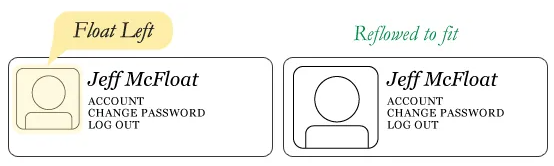 Float Left
Jeff McFloat
ACCOUNT
CHANGE PASSWORD
LOG OUT
Reflowed to fit
Jeff McFloat
ACCOUNT
CHANGE PASSWORD
LOG OUT